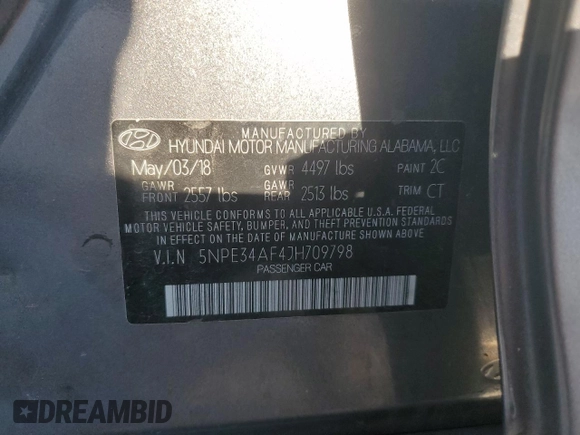 MANUFACTURED BY
HYUNDAI MOTOR MANUFACTURING ALABAMA, LLC
May/03/18 GVWR 4497 lbs PAINT 2C
GAWR FRONT 2557 lbs GAWR REAR 2513 lbs TRIM CT
THIS VEHICLE CONFORMS TO ALL APPLICABLE U.S.A. FEDERAL
MOTOR VEHICLE SAFETY, BUMPER, AND THEFT PREVENTION STANDARDS
IN EFFECT ON THE DATE OF MANUFACTURE SHOWN ABOVE.
V.I.N 5NPE34AF4JH709798
PASSENGER CAR
DREAMBID